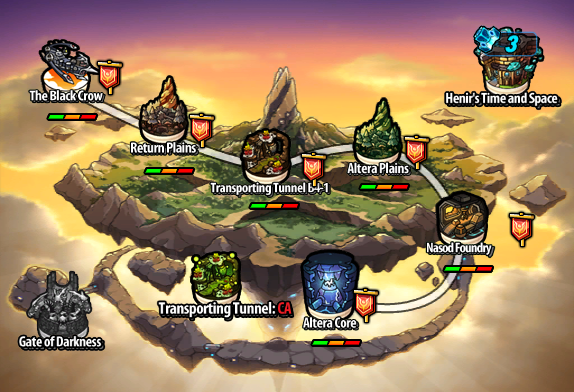 3
The Black Crow
Henir's Time and Space
Return Plains
Altera Plains
Transporting Tunnel B4-1
Nasod Foundry
Transporting Tunnel: CA
Altera Core
Gate of Darkness